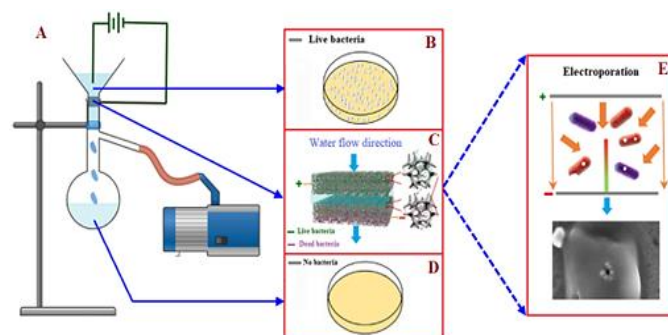 A
B
Live bacteria
C
Water flow direction
+
Live bacteria
Dead bacteria
-
No bacteria
D
E
Electroporation
+
-